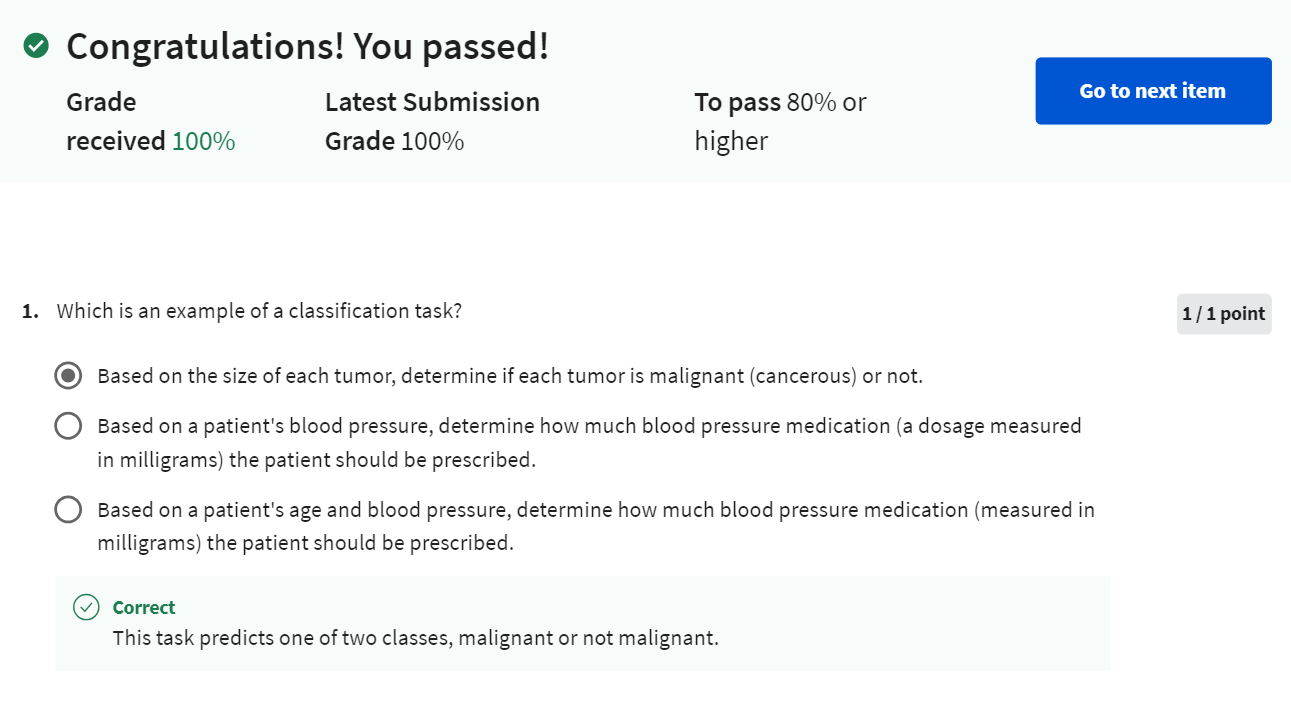 Congratulations! You passed!
Grade received 100%
Latest Submission Grade 100%
To pass 80% or higher
Go to next item
1. Which is an example of a classification task?
1 / 1 point
Based on the size of each tumor, determine if each tumor is malignant (cancerous) or not.
Based on a patient's blood pressure, determine how much blood pressure medication (a dosage measured
in milligrams) the patient should be prescribed.
Based on a patient's age and blood pressure, determine how much blood pressure medication (measured in
milligrams) the patient should be prescribed.
Correct
This task predicts one of two classes, malignant or not malignant.